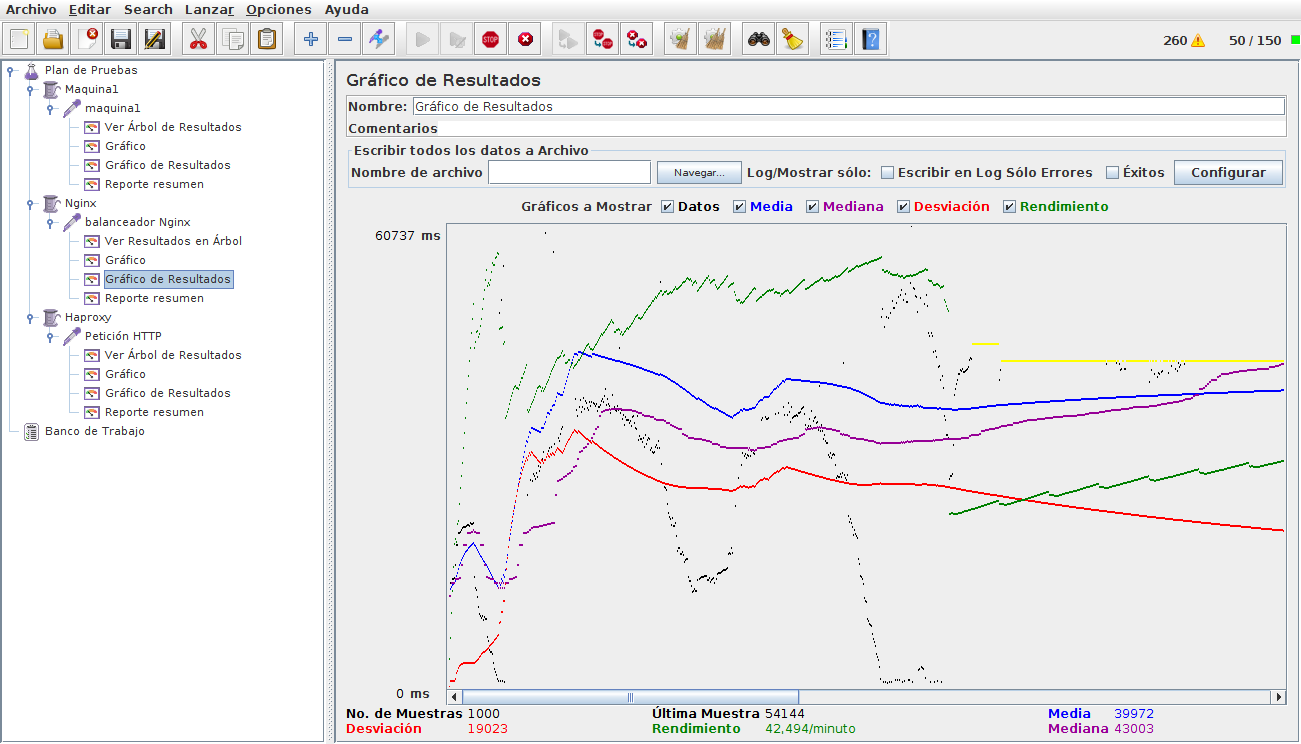 Archivo Editar Search Lanzar Opciones Ayuda
STOP STOP STOP
260 50 / 150
Plan de Pruebas
Maquina1
maquina1
Ver Árbol de Resultados
Gráfico
Gráfico de Resultados
Reporte resumen
Nginx
balanceador Nginx
Ver Resultados en Árbol
Gráfico
Gráfico de Resultados
Reporte resumen
Haproxy
Petición HTTP
Ver Árbol de Resultados
Gráfico
Gráfico de Resultados
Reporte resumen
Banco de Trabajo
Gráfico de Resultados
Nombre: Gráfico de Resultados
Comentarios
Escribir todos los datos a Archivo
Nombre de archivo Navegar... Log/Mostrar sólo: Escribir en Log Sólo Errores Éxitos Configurar
Gráficos a Mostrar Datos Media Mediana Desviación Rendimiento
60737 ms
0 ms
No. de Muestras 1000 Última Muestra 54144 Media 39972
Desviación 19023 Rendimiento 42,494/minuto Mediana 43003